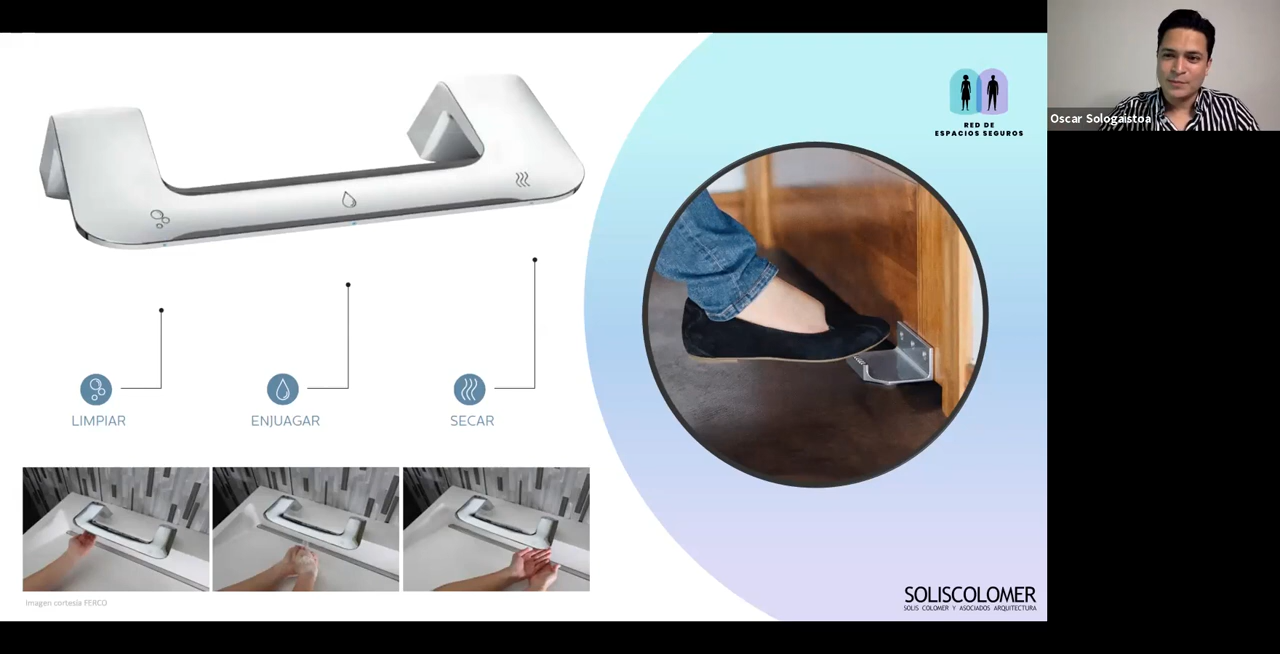 RED DE
ESPACIOS SEGUROS
LIMPIAR
ENJUAGAR
SECAR
Imagen cortesía FERCO
SOLISCOLOMER
SOLIS COLOMER Y ASOCIADOS ARQUITECTURA
Oscar Sologaistoa